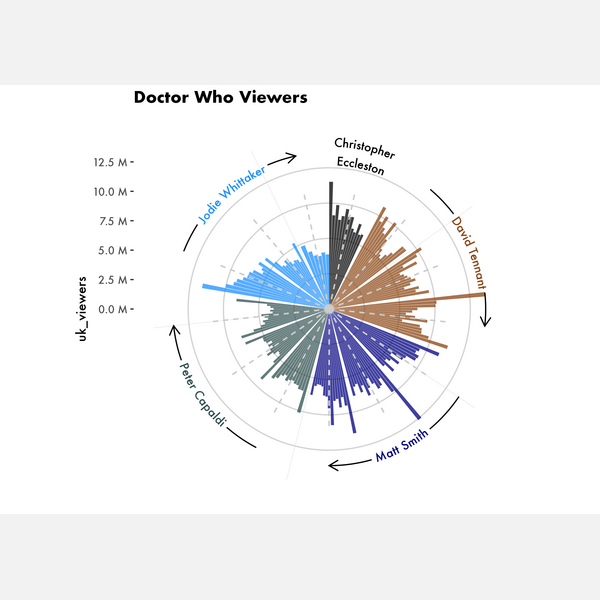 Doctor Who Viewers
Christopher
Eccleston
David Tennant
Matt Smith
Peter Capaldi
Jodie Whittaker
12.5 M
10.0 M
7.5 M
5.0 M
2.5 M
0.0 M
uk_viewers